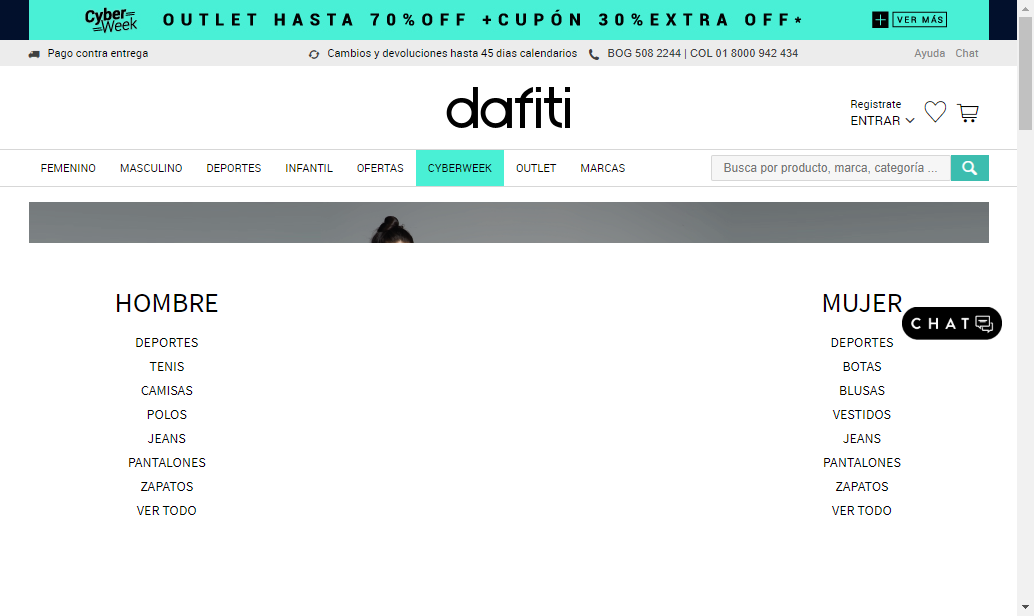 Cyber Week OUTLET HASTA 70%OFF +CUPÓN 30%EXTRA OFF* VER MÁS
Pago contra entrega Cambios y devoluciones hasta 45 dias calendarios BOG 508 2244 | COL 01 8000 942 434 Ayuda Chat
dafiti
Registrate
ENTRAR
FEMENINO MASCULINO DEPORTES INFANTIL OFERTAS CYBERWEEK OUTLET MARCAS Busca por producto, marca, categoría ...
HOMBRE
DEPORTES
TENIS
CAMISAS
POLOS
JEANS
PANTALONES
ZAPATOS
VER TODO
MUJER
DEPORTES
BOTAS
BLUSAS
VESTIDOS
JEANS
PANTALONES
ZAPATOS
VER TODO
CHAT